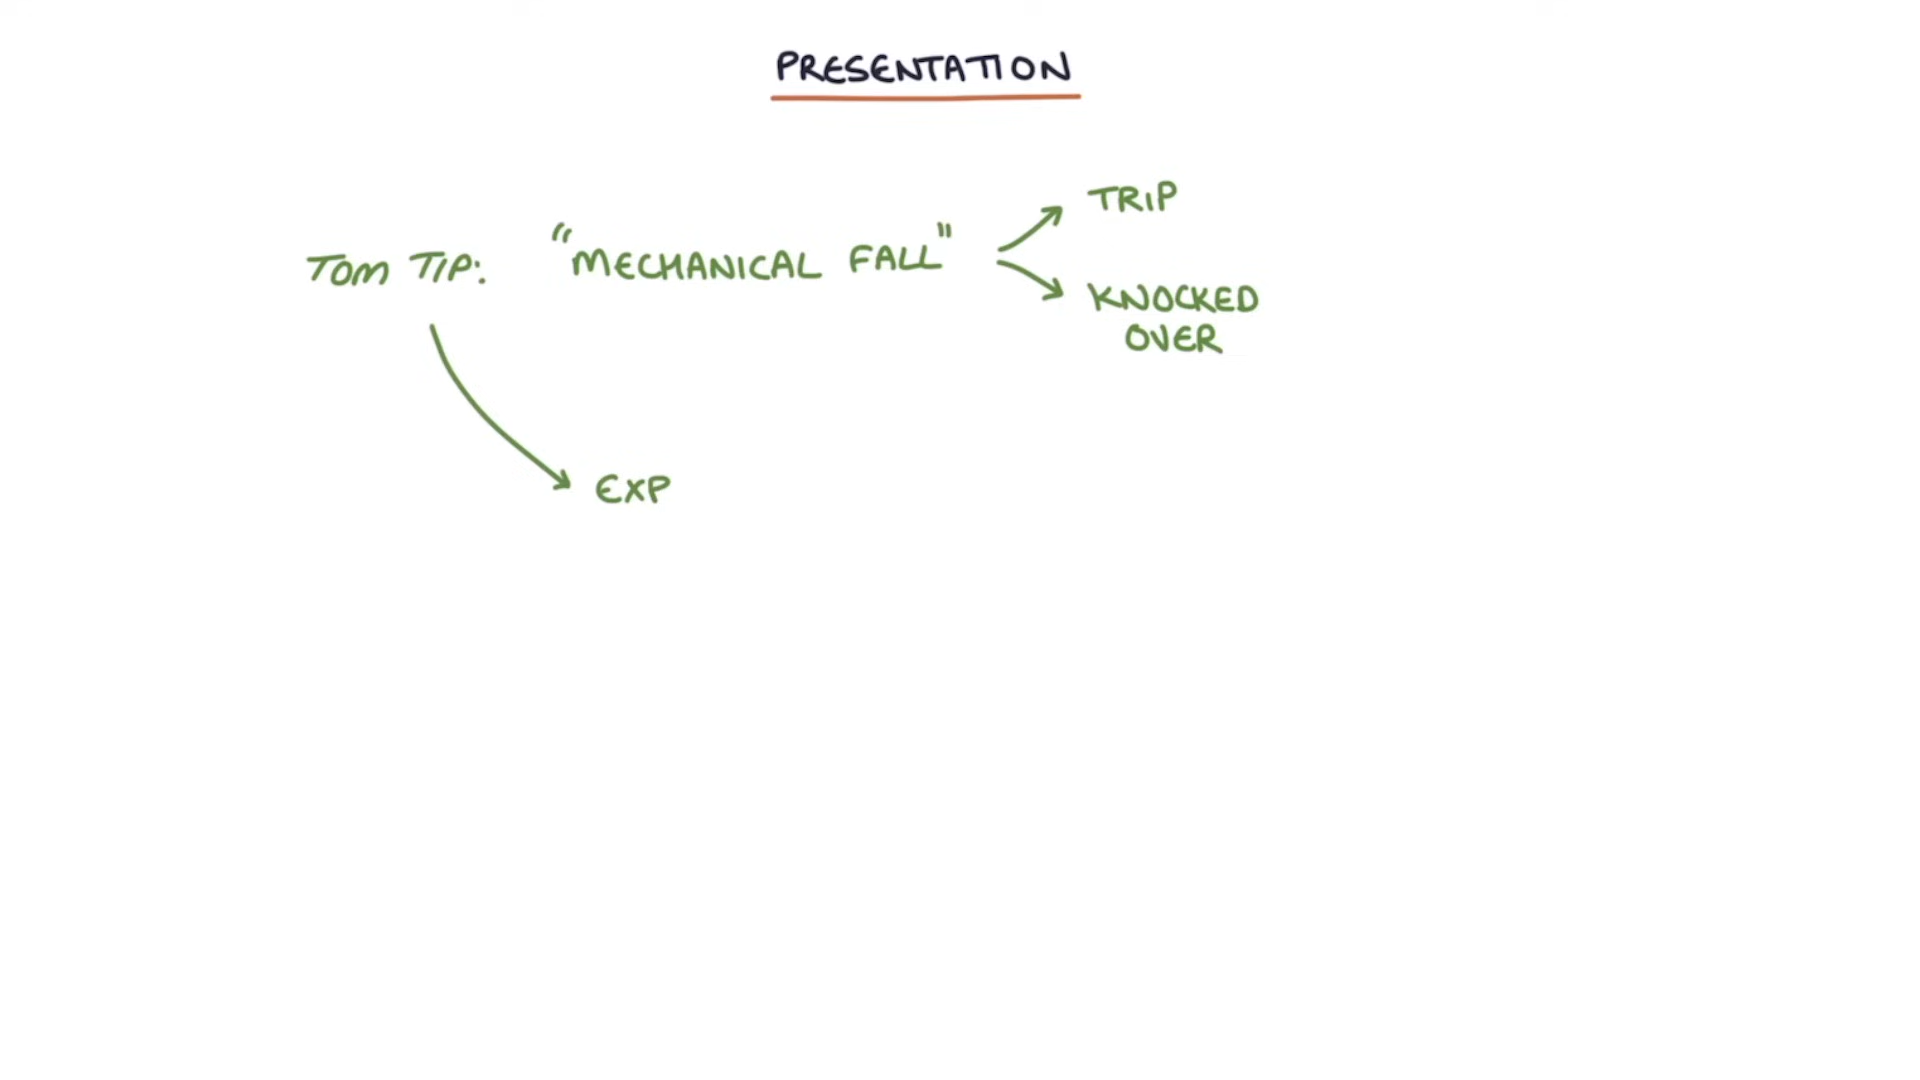 PRESENTATION
TOM TIP: "MECHANICAL FALL"
TRIP
KNOCKED
OVER
EXP